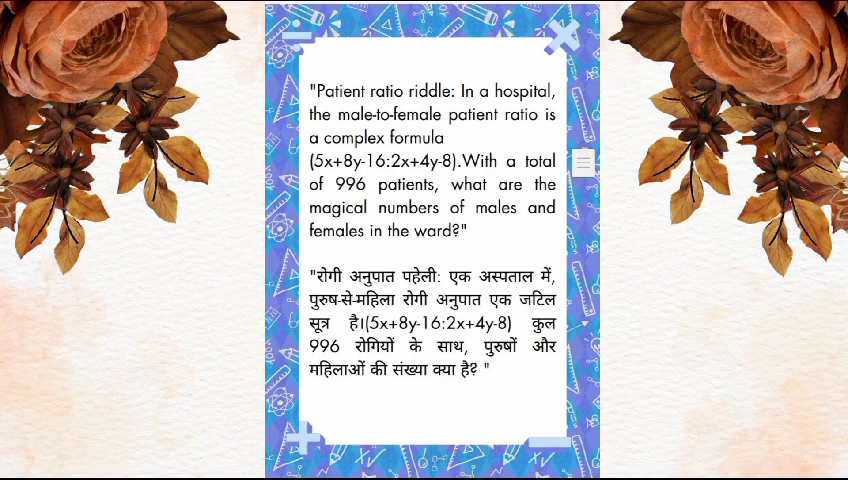 "Patient ratio riddle: In a hospital,
the male-to-female patient ratio is
a complex formula
(5x+8y-16:2x+4y-8).With a total
of 996 patients, what are the
magical numbers of males and
females in the ward?"
"रोगी अनुपात पहेली: एक अस्पताल में,
पुरुष-से-महिला रोगी अनुपात एक जटिल
सूत्र है।(5x+8y-16:2x+4y-8) कुल
996 रोगियों के साथ, पुरुषों और
महिलाओं की संख्या क्या है? "